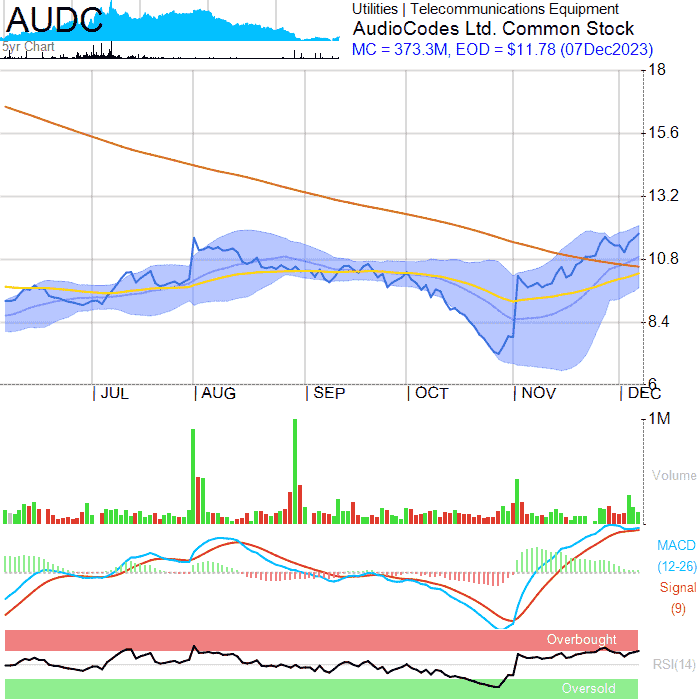 AUDC
5yr Chart
Utilities | Telecommunications Equipment
AudioCodes Ltd. Common Stock
MC = 373.3M, EOD = $11.78 (07Dec2023)
18
15.6
13.2
10.8
8.4
6
JUL
AUG
SEP
OCT
NOV
DEC
1M
Volume
MACD
(12-26)
Signal
(9)
Overbought
RSI(14)
Oversold